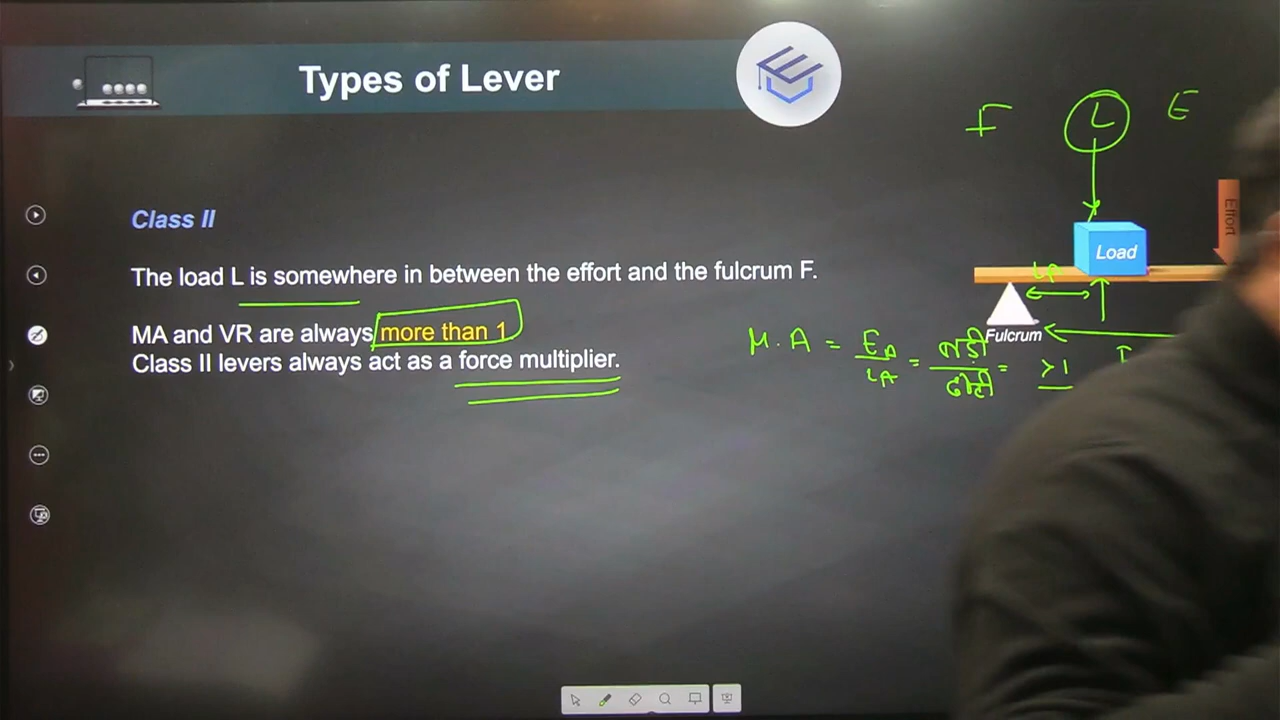 Types of Lever
F L E
Class II
Effort
Load
The load L is somewhere in between the effort and the fulcrum F.
MA and VR are always more than 1
Fulcrum
Class II levers always act as a force multiplier.
M.A = EA / LA = बड़ी / छोटी = >1